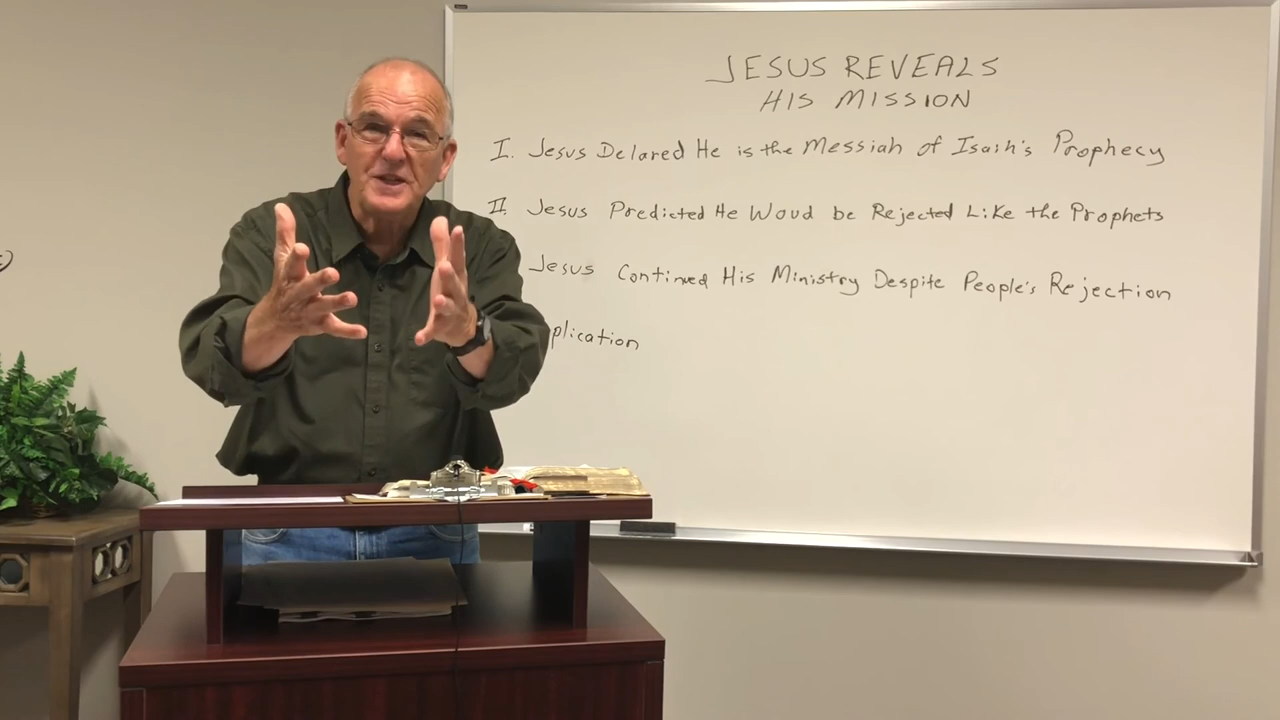 JESUS REVEALS
HIS MISSION
I. Jesus Delared He is the Messiah of Isaih's Prophecy
II. Jesus Predicted He Woud be Rejected Like the Prophets
Jesus Continued His Ministry Despite People's Rejection
plication